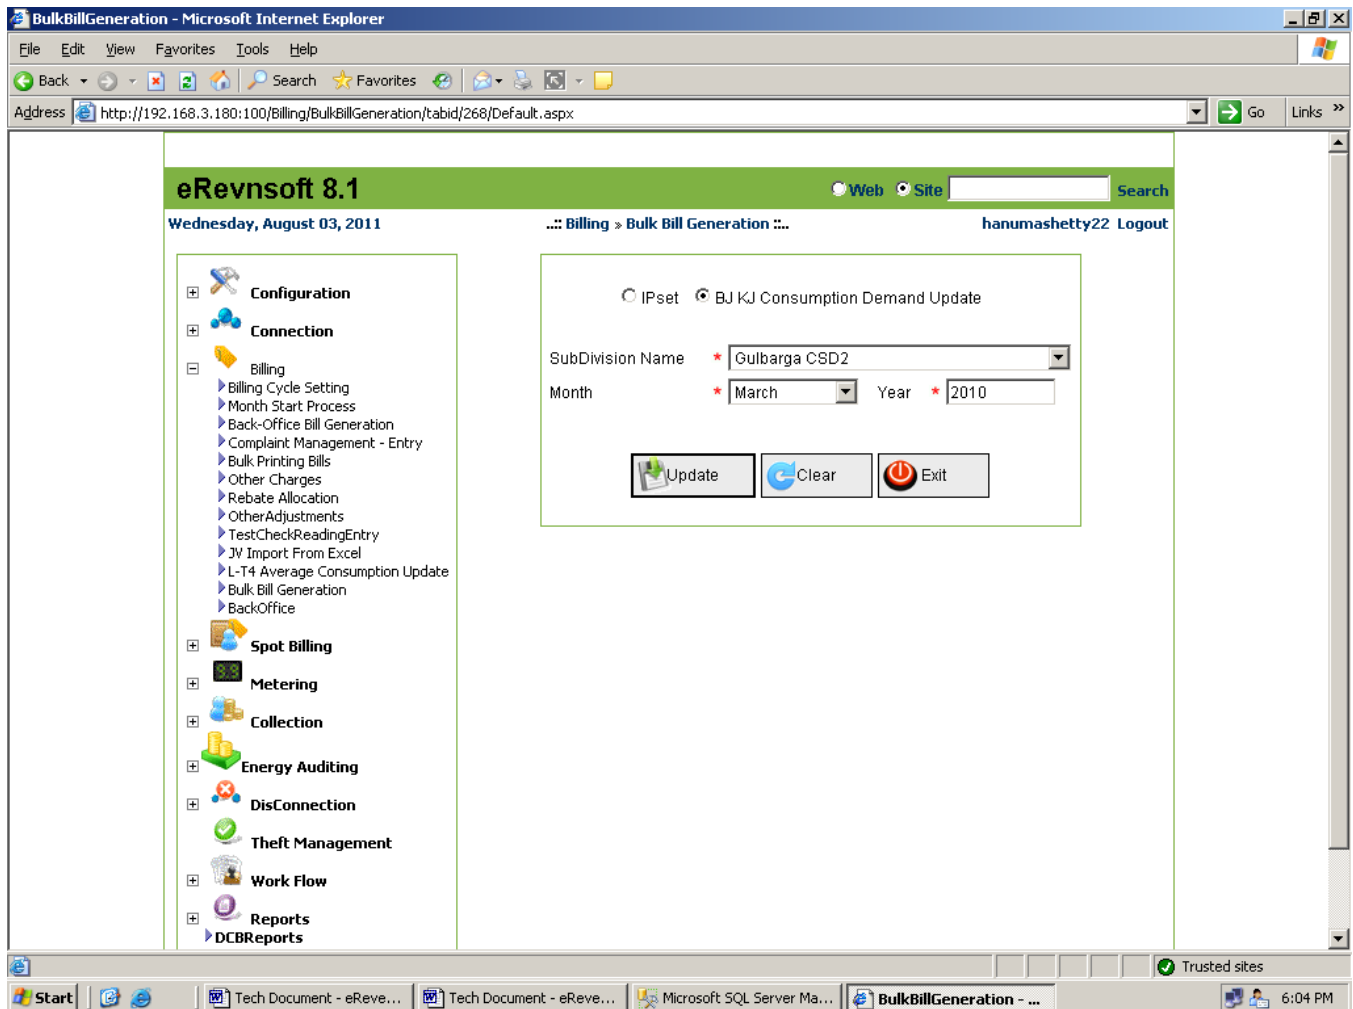 BulkBillGeneration - Microsoft Internet Explorer
File Edit View Favorites Tools Help
Back Search Favorites
Address http://192.168.3.180:100/Billing/BulkBillGeneration/tabid/268/Default.aspx Go Links »
eRevnsoft 8.1 Web Site Search
Wednesday, August 03, 2011 ..:: Billing » Bulk Bill Generation ::.. hanumashetty22 Logout
IPset BJ KJ Consumption Demand Update
SubDivision Name * Gulbarga CSD2
Month * March Year * 2010
Update Clear Exit
Configuration
Connection
Billing
Billing Cycle Setting
Month Start Process
Back-Office Bill Generation
Complaint Management - Entry
Bulk Printing Bills
Other Charges
Rebate Allocation
OtherAdjustments
TestCheckReadingEntry
JV Import From Excel
L-T4 Average Consumption Update
Bulk Bill Generation
BackOffice
Spot Billing
Metering
Collection
Energy Auditing
DisConnection
Theft Management
Work Flow
Reports
DCBReports
Trusted sites
Start Tech Document - eReve... Tech Document - eReve... Microsoft SQL Server Ma... BulkBillGeneration - ... 6:04 PM